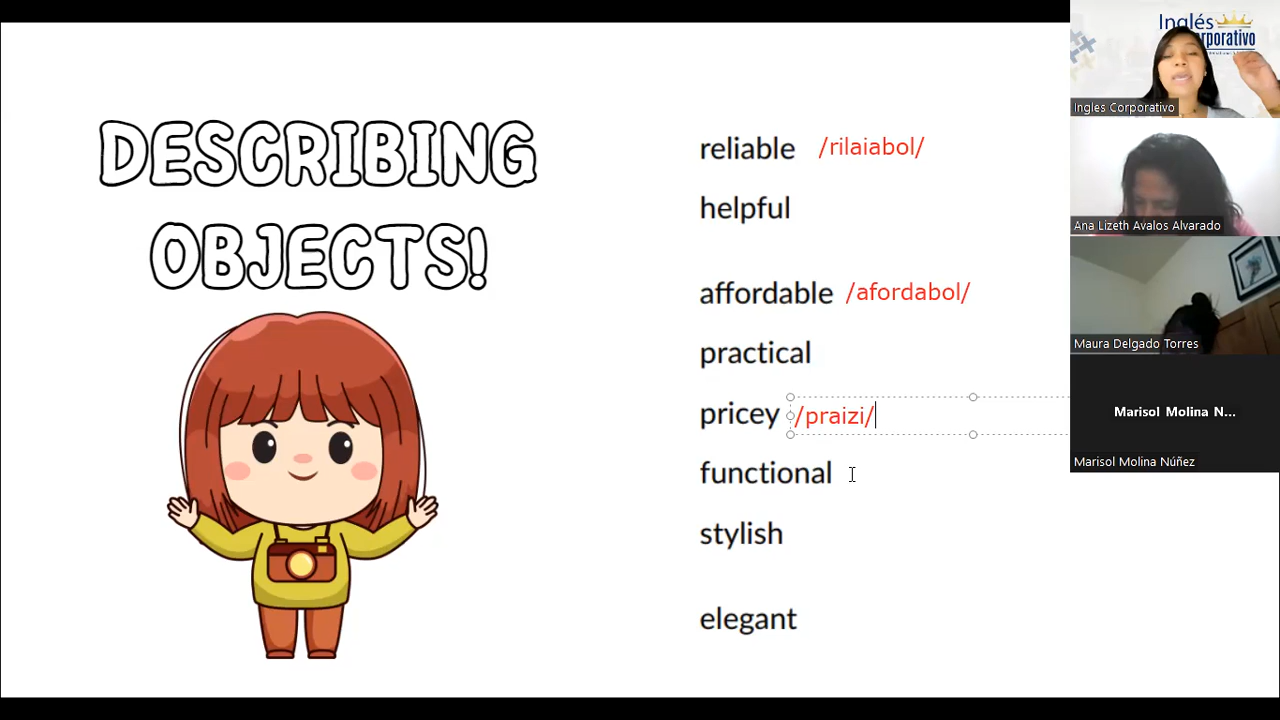 DESCRIBING
OBJECTS!
reliable /rilaiabol/
helpful
affordable /afordabol/
practical
pricey /praizi/
functional
stylish
elegant
Inglés
rporativo
Ingles Corporativo
Ana Lizeth Avalos Alvarado
Maura Delgado Torres
Marisol Molina N...
Marisol Molina Núñez